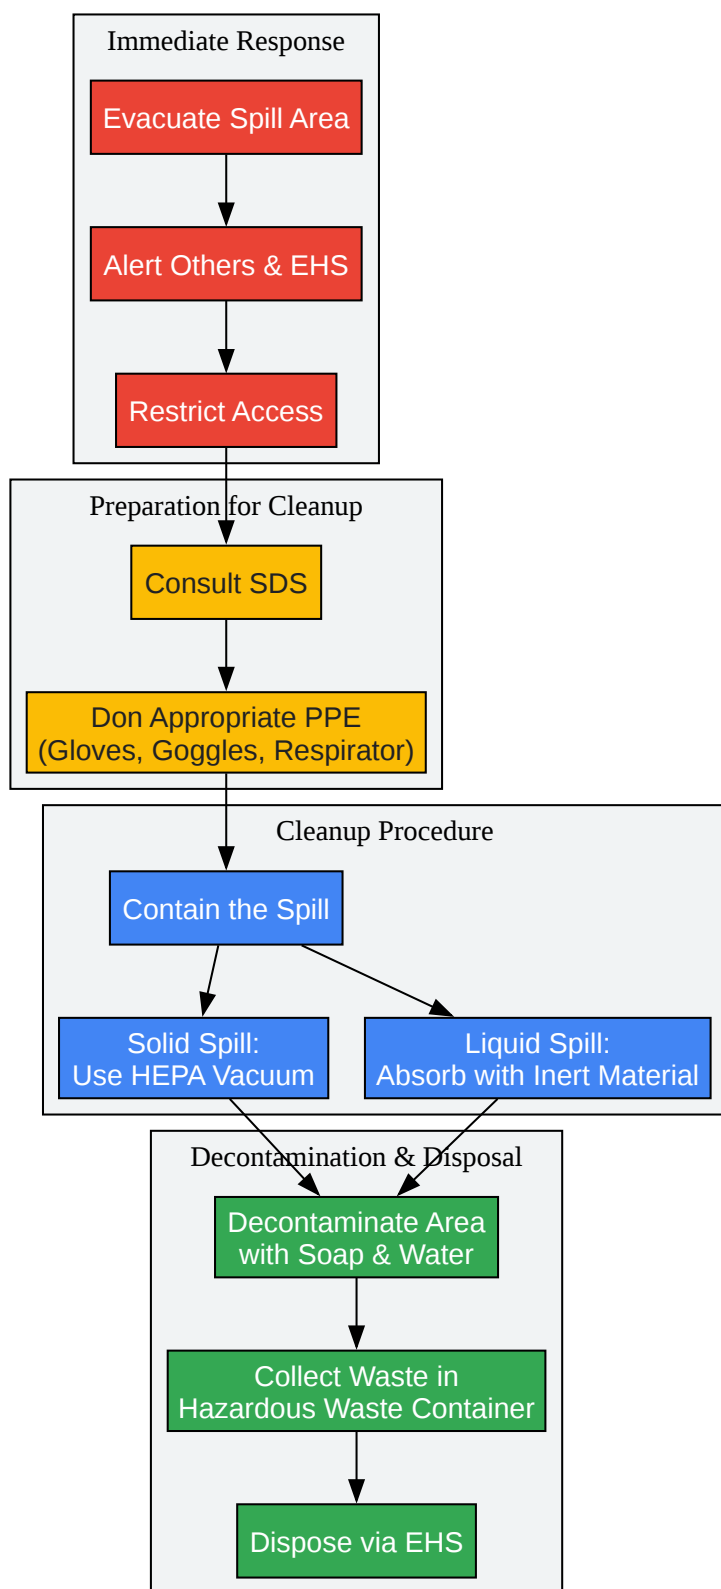 Immediate Response
Evacuate Spill Area
Alert Others & EHS
Restrict Access
Preparation for Cleanup
Consult SDS
Don Appropriate PPE
(Gloves, Goggles, Respirator)
Cleanup Procedure
Contain the Spill
Solid Spill:
Use HEPA Vacuum
Liquid Spill:
Absorb with Inert Material
Decontamination & Disposal
Decontaminate Area
with Soap & Water
Collect Waste in
Hazardous Waste Container
Dispose via EHS